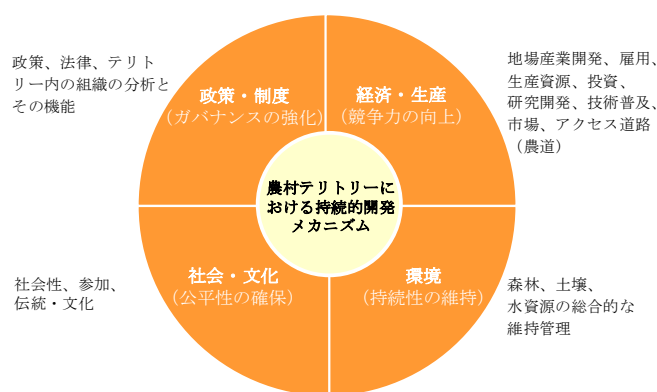 政策、法律、テリト
リー内の組織の分析と
その機能
政策・制度
（ガバナンスの強化）
経済・生産
（競争力の向上）
地場産業開発、雇用、
生産資源、投資、
研究開発、技術普及、
市場、アクセス道路
（農道）
農村テリトリーに
おける持続的開発
メカニズム
社会性、参加、
伝統・文化
社会・文化
（公平性の確保）
環境
（持続性の維持）
森林、土壌、
水資源の総合的な
維持管理